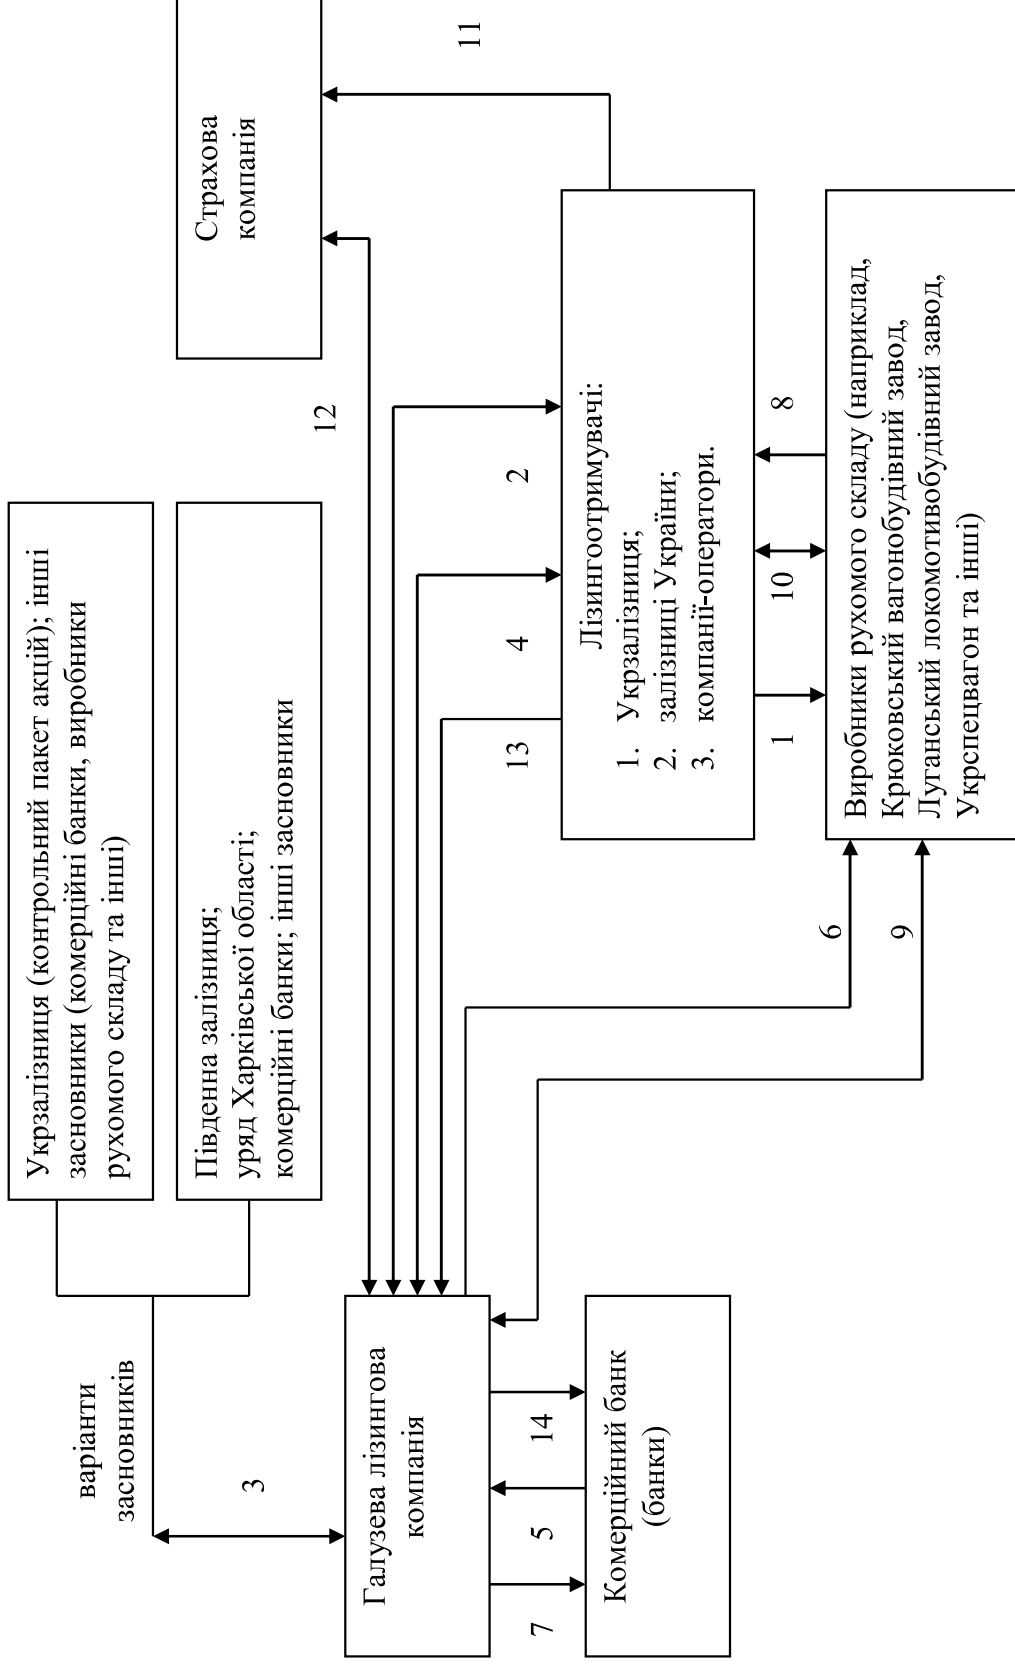 варіанти
засновників
3
Укрзалізниця (контрольний пакет акцій); інші
засновники (комерційні банки, виробники
рухомого складу та інші)
Південна залізниця;
уряд Харківської області;
комерційні банки; інші засновники
Страхова
компанія
12
11
Галузева лізингова
компанія
13
4
2
7
5
14
Комерційний банк
(банки)
Лізингоотримувачі:
1. Укрзалізниця;
2. залізниці України;
3. компанії-оператори.
6
9
1
10
8
Виробники рухомого складу (наприклад,
Крюковський вагонобудівний завод,
Луганський локомотивобудівний завод,
Укрспецвагон та інші)